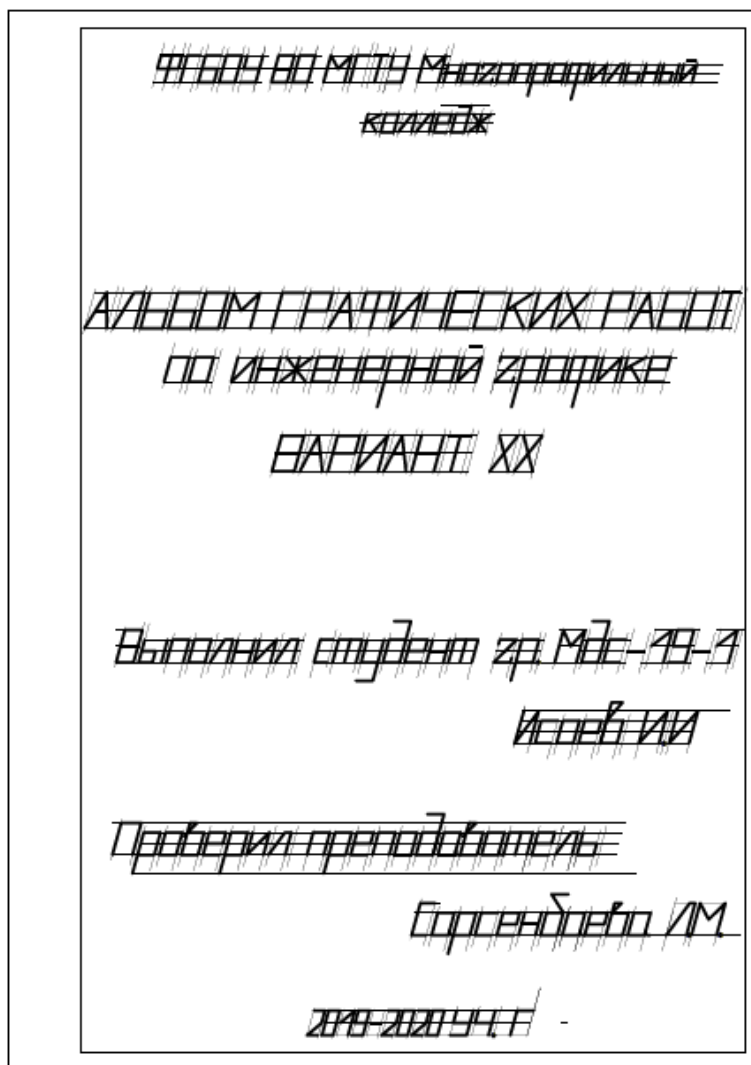 ФГБОУ ВО МГТУ Многопрофильный
колледж
АЛЬБОМ ГРАФИЧЕСКИХ РАБОТ
по инженерной графике
ВАРИАНТ XX
Выполнил студент гр. Мдс-19-1
Исаев И.И
Проверил преподаватель
Саргенбаева Л.М.
2019-2020 УЧ. Г